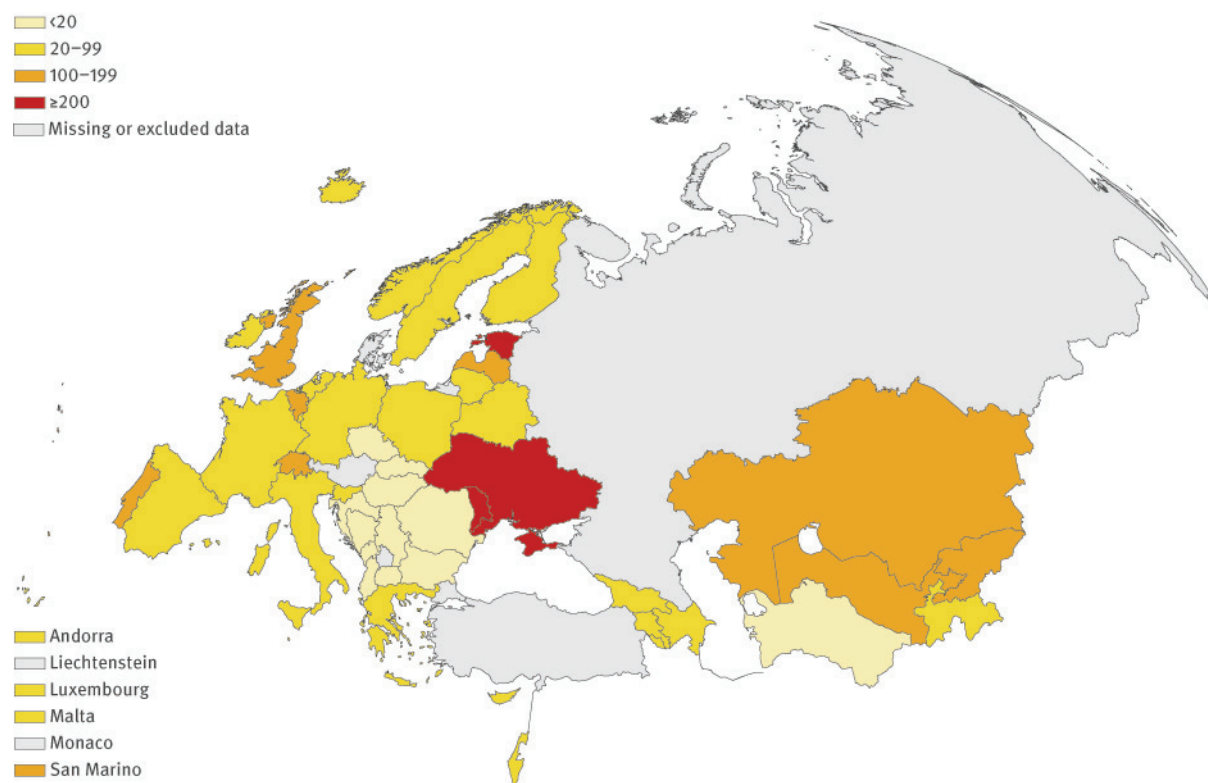 <20
20–99
100–199
≥200
Missing or excluded data
Andorra
Liechtenstein
Luxembourg
Malta
Monaco
San Marino